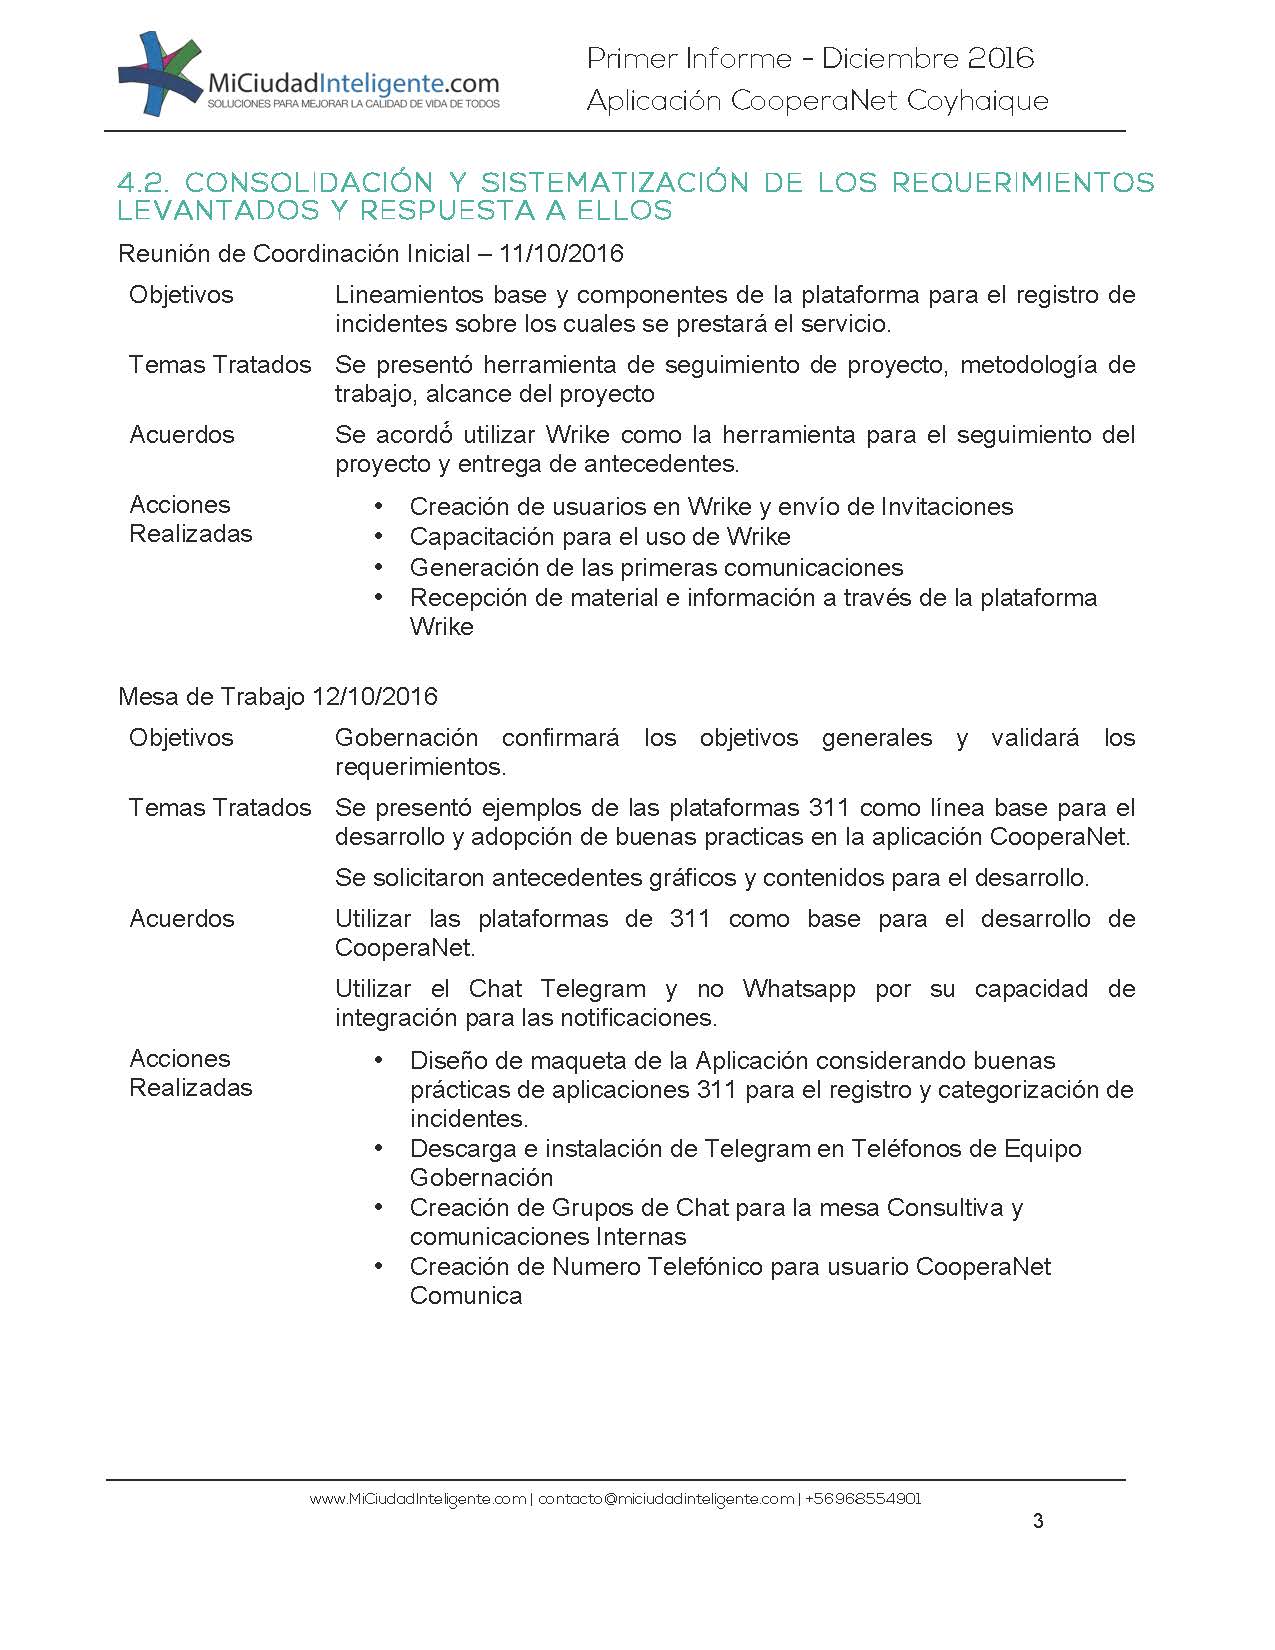 MiCiudadInteligente.com
SOLUCIONES PARA MEJORAR LA CALIDAD DE VIDA DE TODOS
Primer Informe - Diciembre 2016
Aplicación CooperaNet Coyhaique
4.2. CONSOLIDACIÓN Y SISTEMATIZACIÓN DE LOS REQUERIMIENTOS
LEVANTADOS Y RESPUESTA A ELLOS
Reunión de Coordinación Inicial – 11/10/2016
Objetivos Lineamientos base y componentes de la plataforma para el registro de
incidentes sobre los cuales se prestará el servicio.
Temas Tratados Se presentó herramienta de seguimiento de proyecto, metodología de
trabajo, alcance del proyecto
Acuerdos Se acordó́ utilizar Wrike como la herramienta para el seguimiento del
proyecto y entrega de antecedentes.
Acciones
Realizadas
• Creación de usuarios en Wrike y envío de Invitaciones
• Capacitación para el uso de Wrike
• Generación de las primeras comunicaciones
• Recepción de material e información a través de la plataforma
Wrike
Mesa de Trabajo 12/10/2016
Objetivos Gobernación confirmará los objetivos generales y validará los
requerimientos.
Temas Tratados Se presentó ejemplos de las plataformas 311 como línea base para el
desarrollo y adopción de buenas practicas en la aplicación CooperaNet.
Se solicitaron antecedentes gráficos y contenidos para el desarrollo.
Acuerdos Utilizar las plataformas de 311 como base para el desarrollo de
CooperaNet.
Utilizar el Chat Telegram y no Whatsapp por su capacidad de
integración para las notificaciones.
Acciones
Realizadas
• Diseño de maqueta de la Aplicación considerando buenas
prácticas de aplicaciones 311 para el registro y categorización de
incidentes.
• Descarga e instalación de Telegram en Teléfonos de Equipo
Gobernación
• Creación de Grupos de Chat para la mesa Consultiva y
comunicaciones Internas
• Creación de Numero Telefónico para usuario CooperaNet
Comunica
www.MiCiudadInteligente.com | contacto@miciudadinteligente.com | +56968554901
3